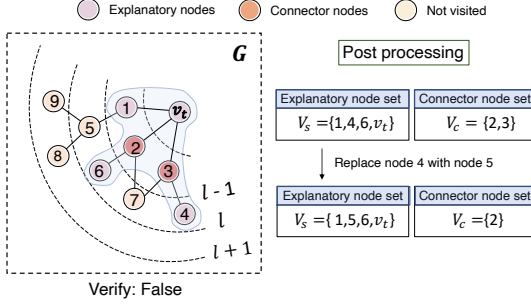 Explanatory nodes
Connector nodes
Not visited
G
9
5
8
1
v_t
2
6
3
7
4
l - 1
l
l + 1
Verify: False
Post processing
Explanatory node set Connector node set
V_s ={1,4,6,v_t} V_c = {2,3}
Replace node 4 with node 5
Explanatory node set Connector node set
V_s ={ 1,5,6,v_t} V_c ={2}